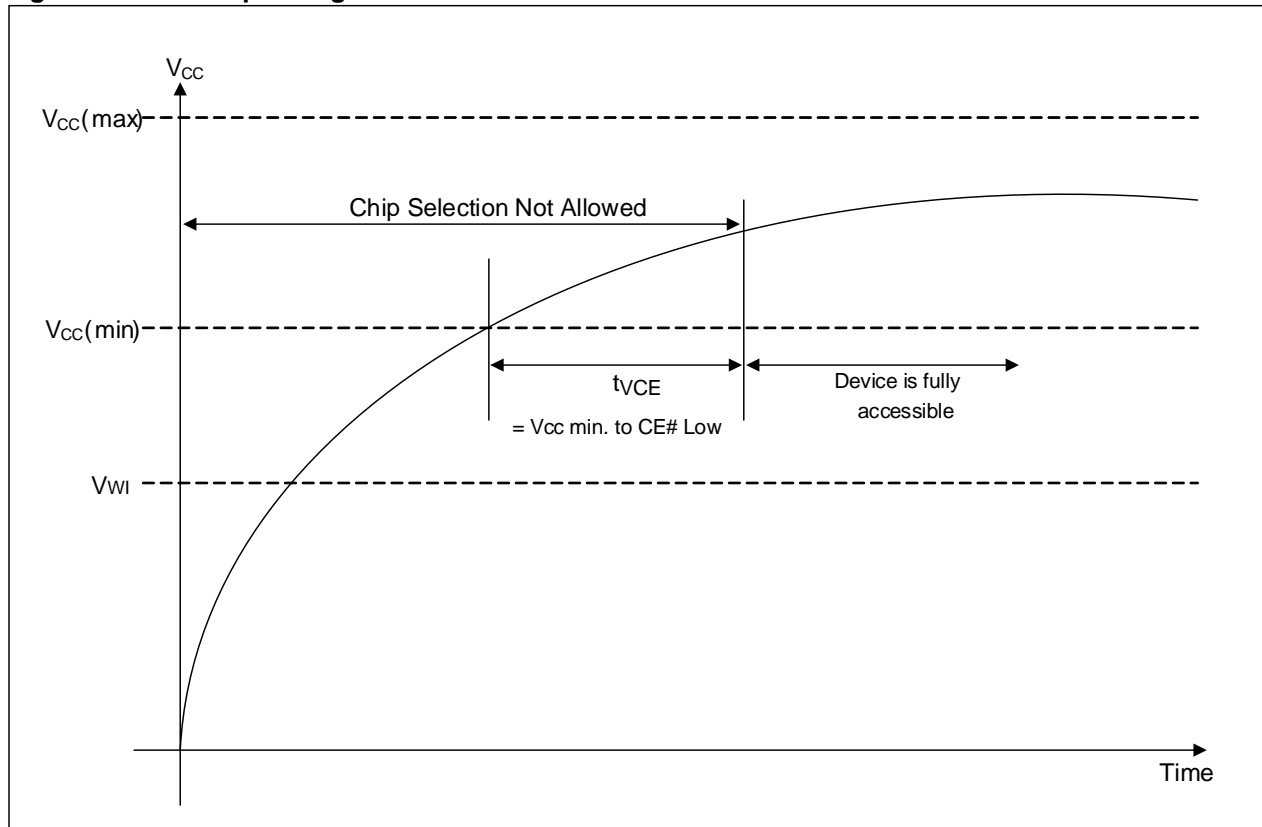 VCC
VCC(max)
Chip Selection Not Allowed
VCC(min)
tVCE
= Vcc min. to CE# Low
Device is fully
accessible
VWI
Time